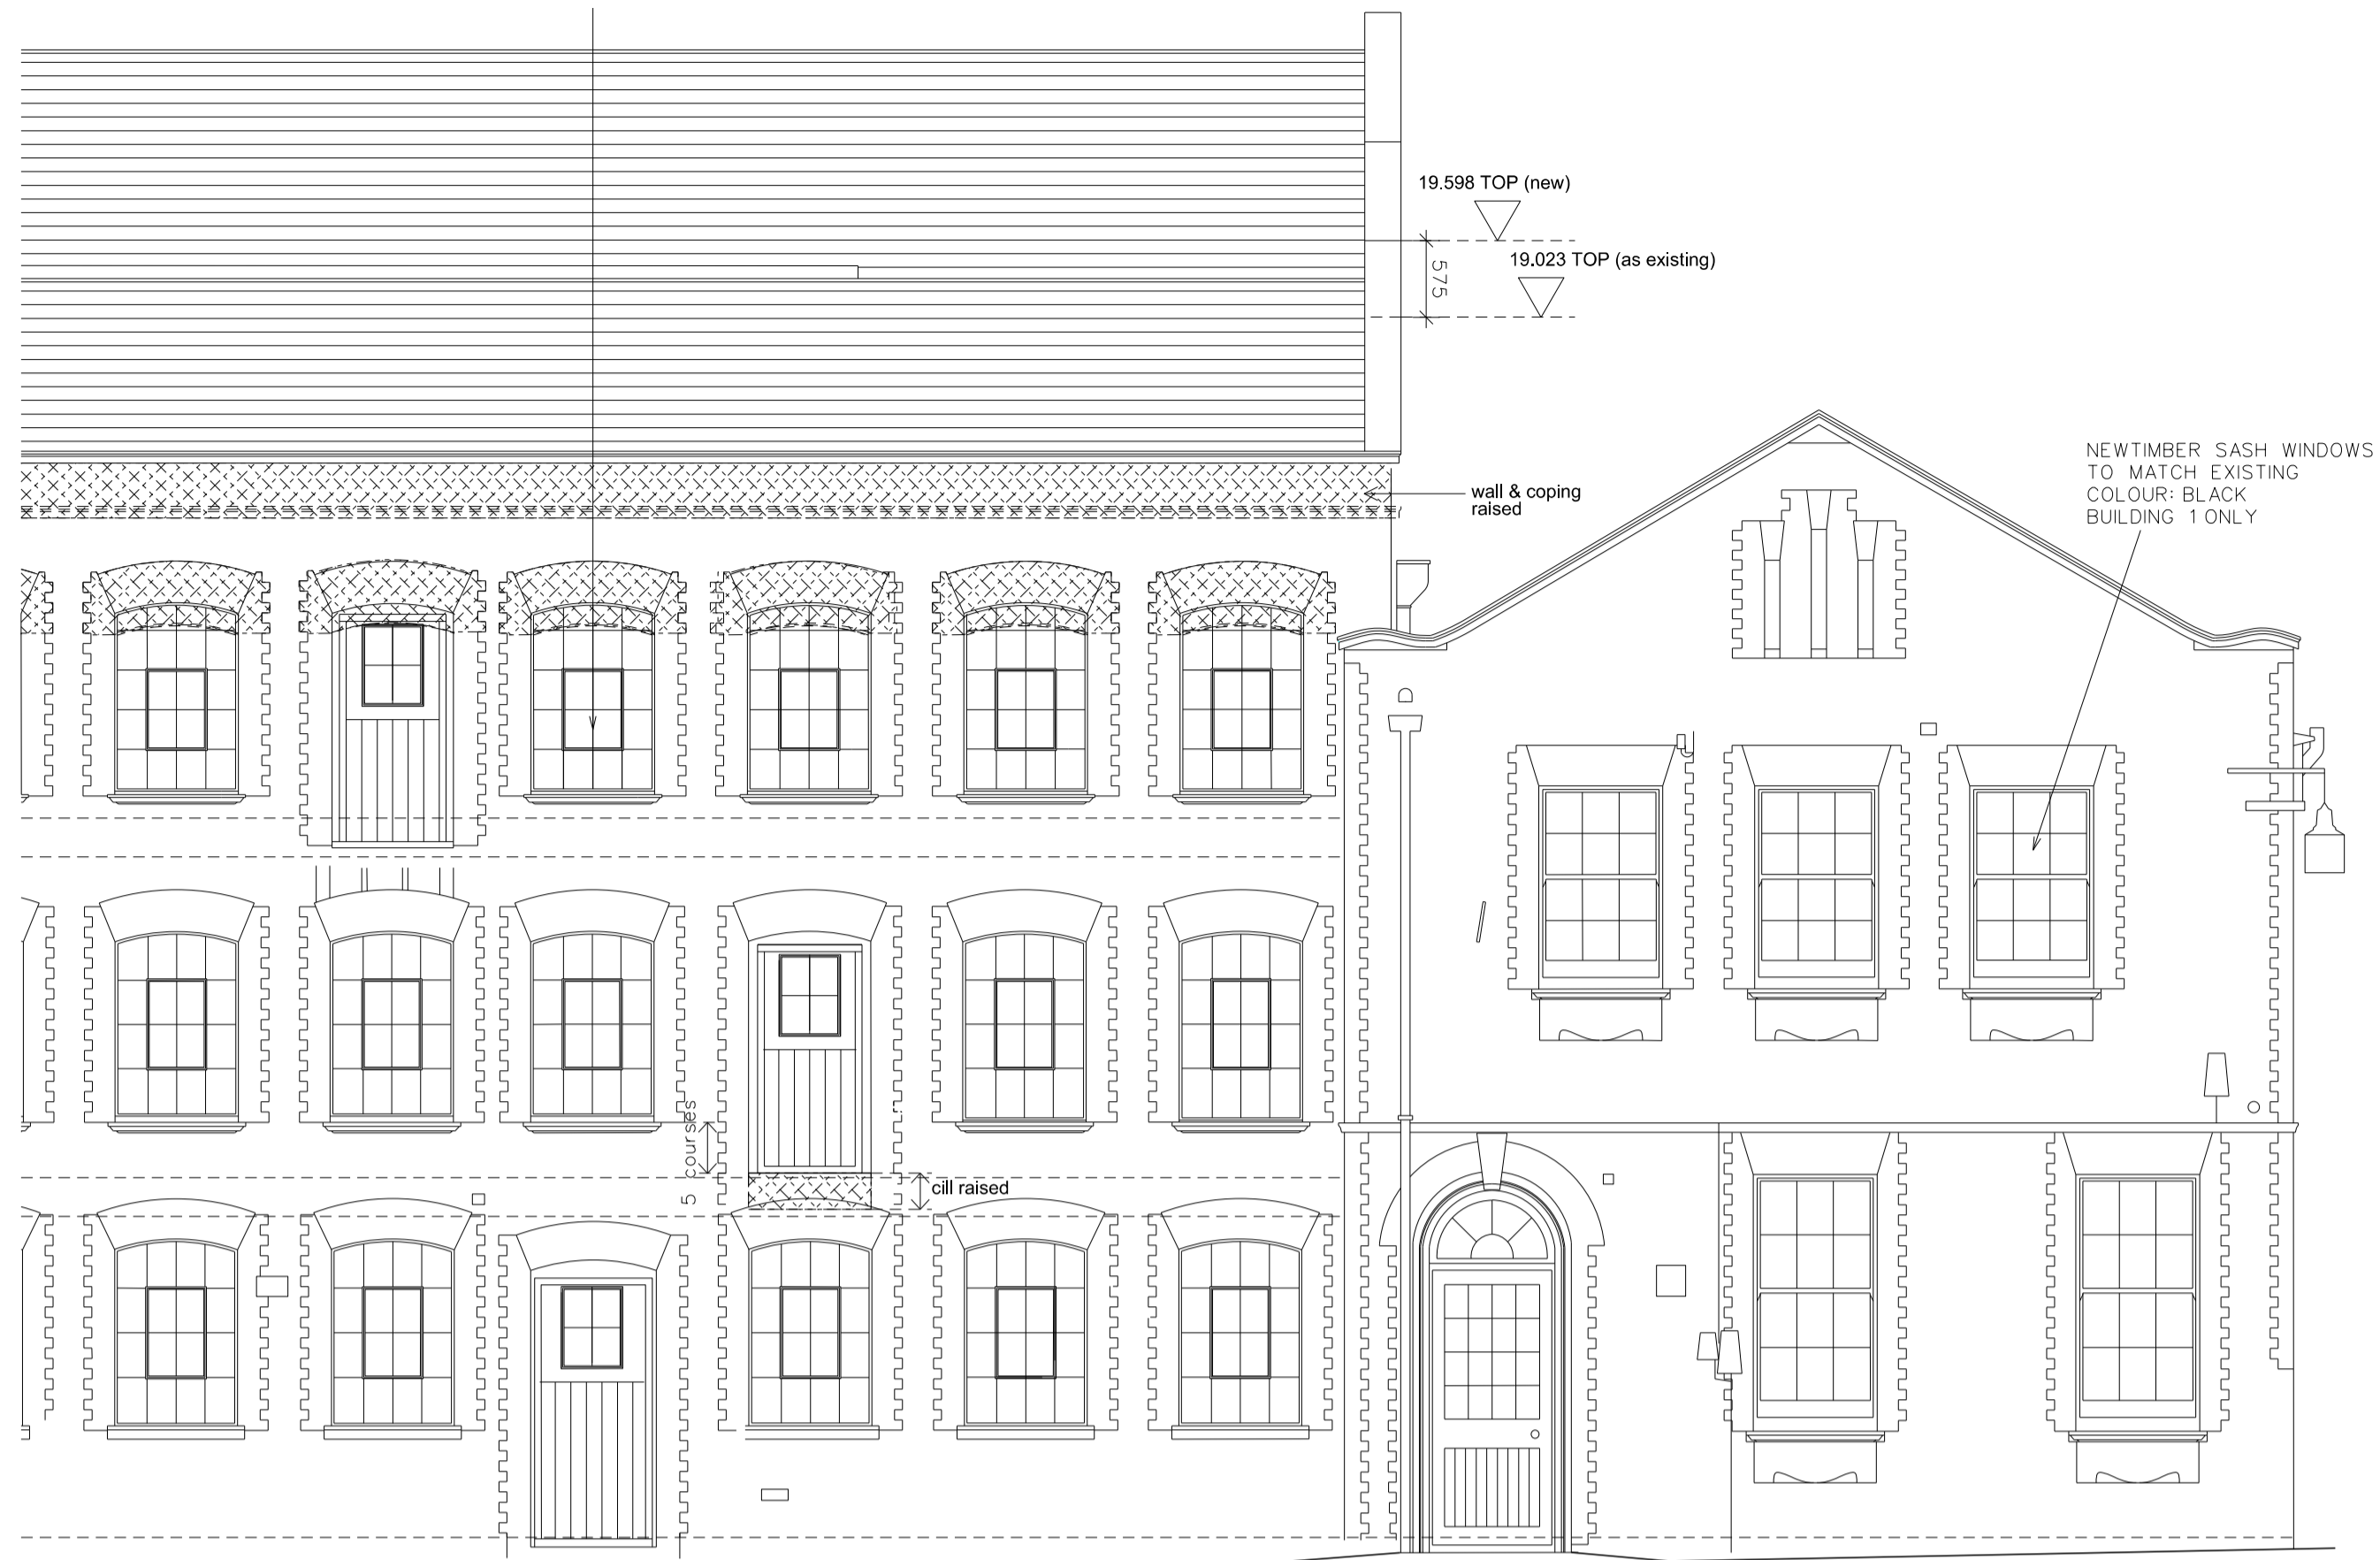 19.598 TOP (new)
19.023 TOP (as existing)
575
NEWTIMBER SASH WINDOWS
TO MATCH EXISTING
COLOUR: BLACK
BUILDING 1 ONLY
wall & coping
raised
5 courses
cill raised